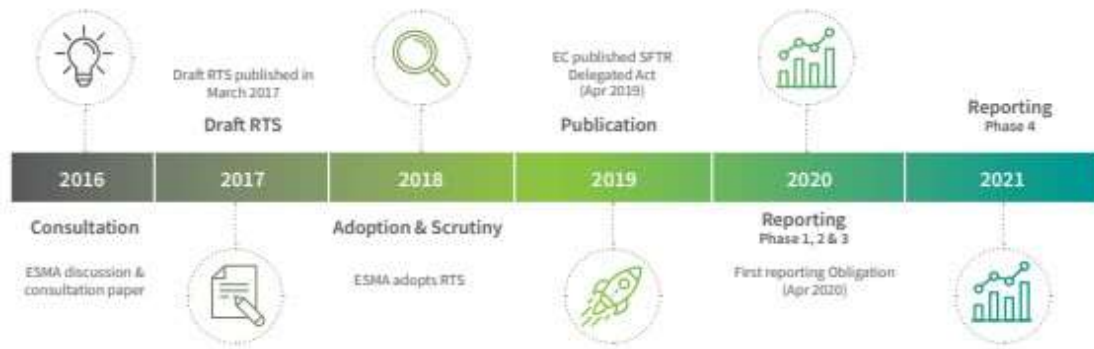 Draft RTS published in
March 2017
Draft RTS
EC published SFTR
Delegated Act
(Apr 2019)
Publication
Reporting
Phase 4
2016
2017
2018
2019
2020
2021
Consultation
ESMA discussion &
consultation paper
Adoption & Scrutiny
ESMA adopts RTS
Reporting
Phase 1, 2 & 3
First reporting Obligation
(Apr 2020)